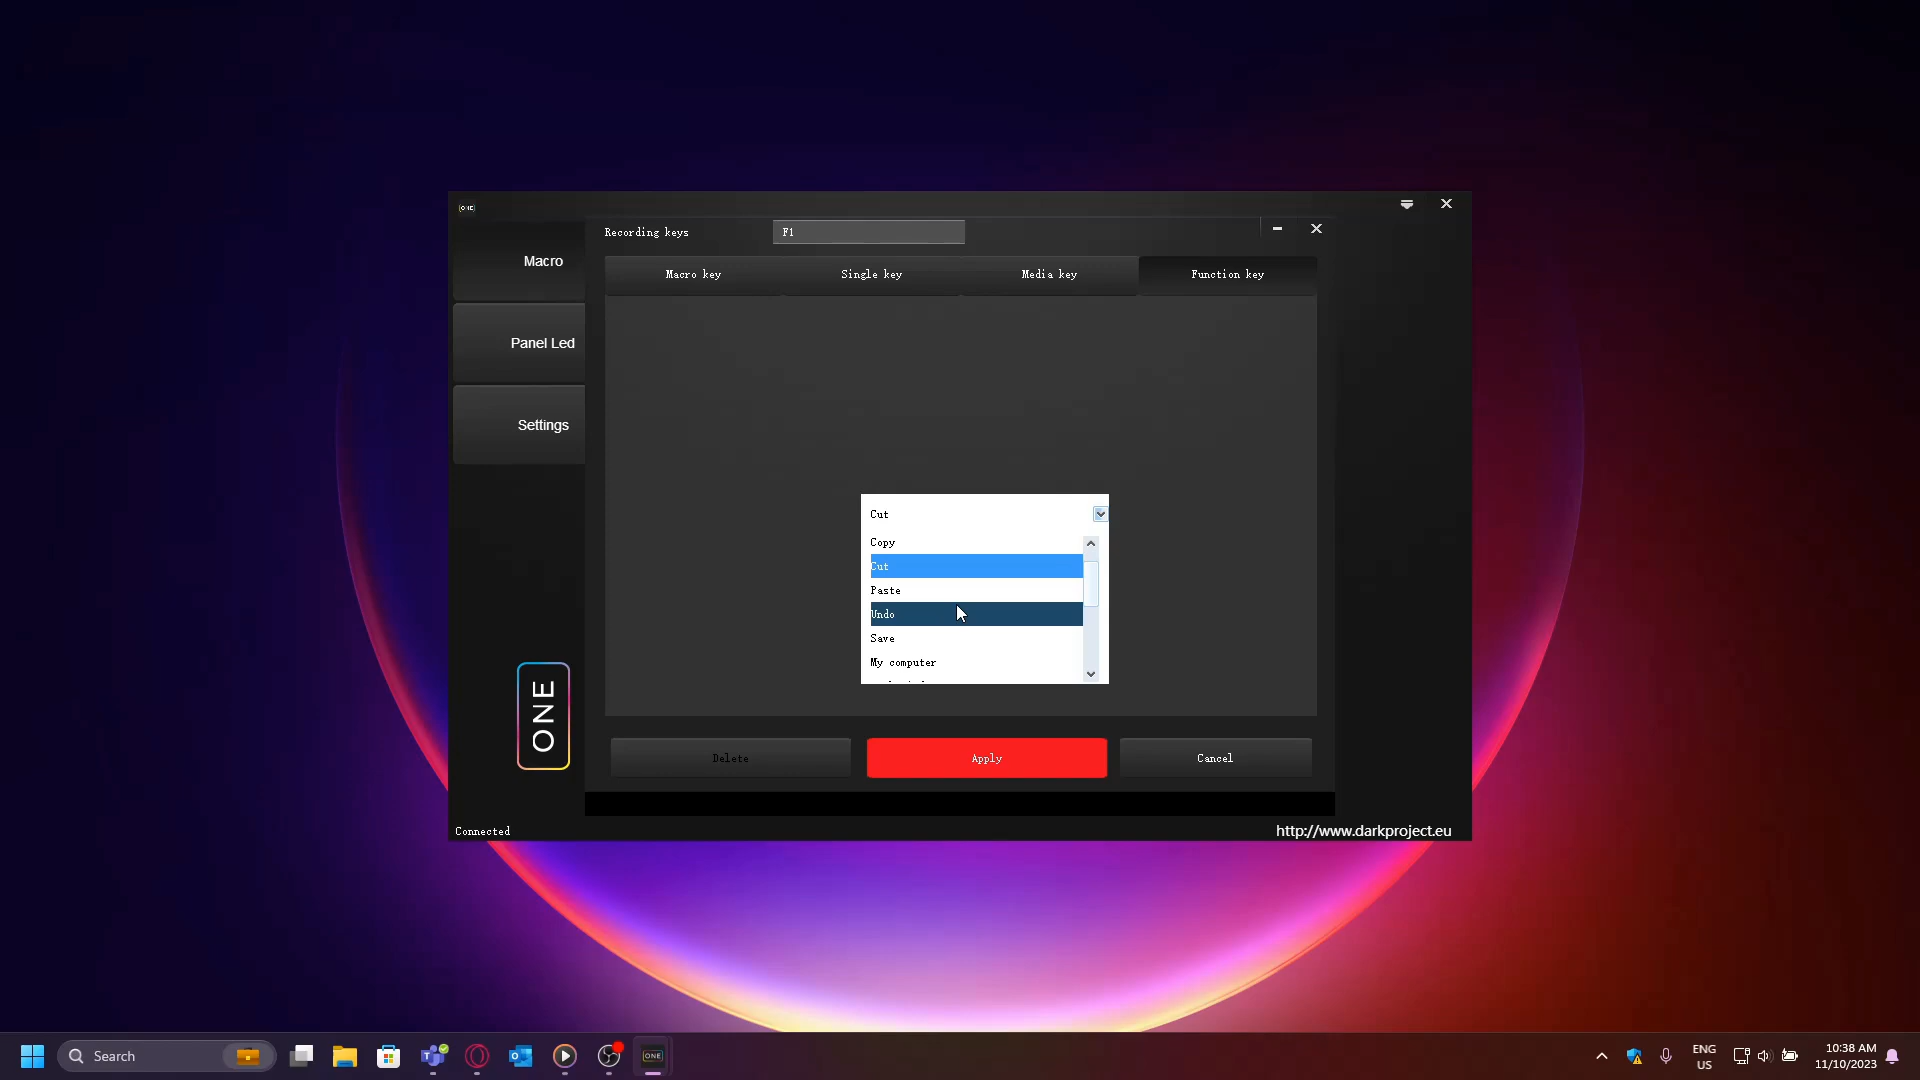 ONE
Recording keys
F1
Macro
Macro key
Single key
Media key
Function key
Panel Led
Settings
Cut
Copy
Cut
Paste
Undo
Save
My computer
ONE
Delete
Apply
Cancel
Connected
http://www.darkproject.eu
Search
ONE
ENG
US
10:38 AM
11/10/2023